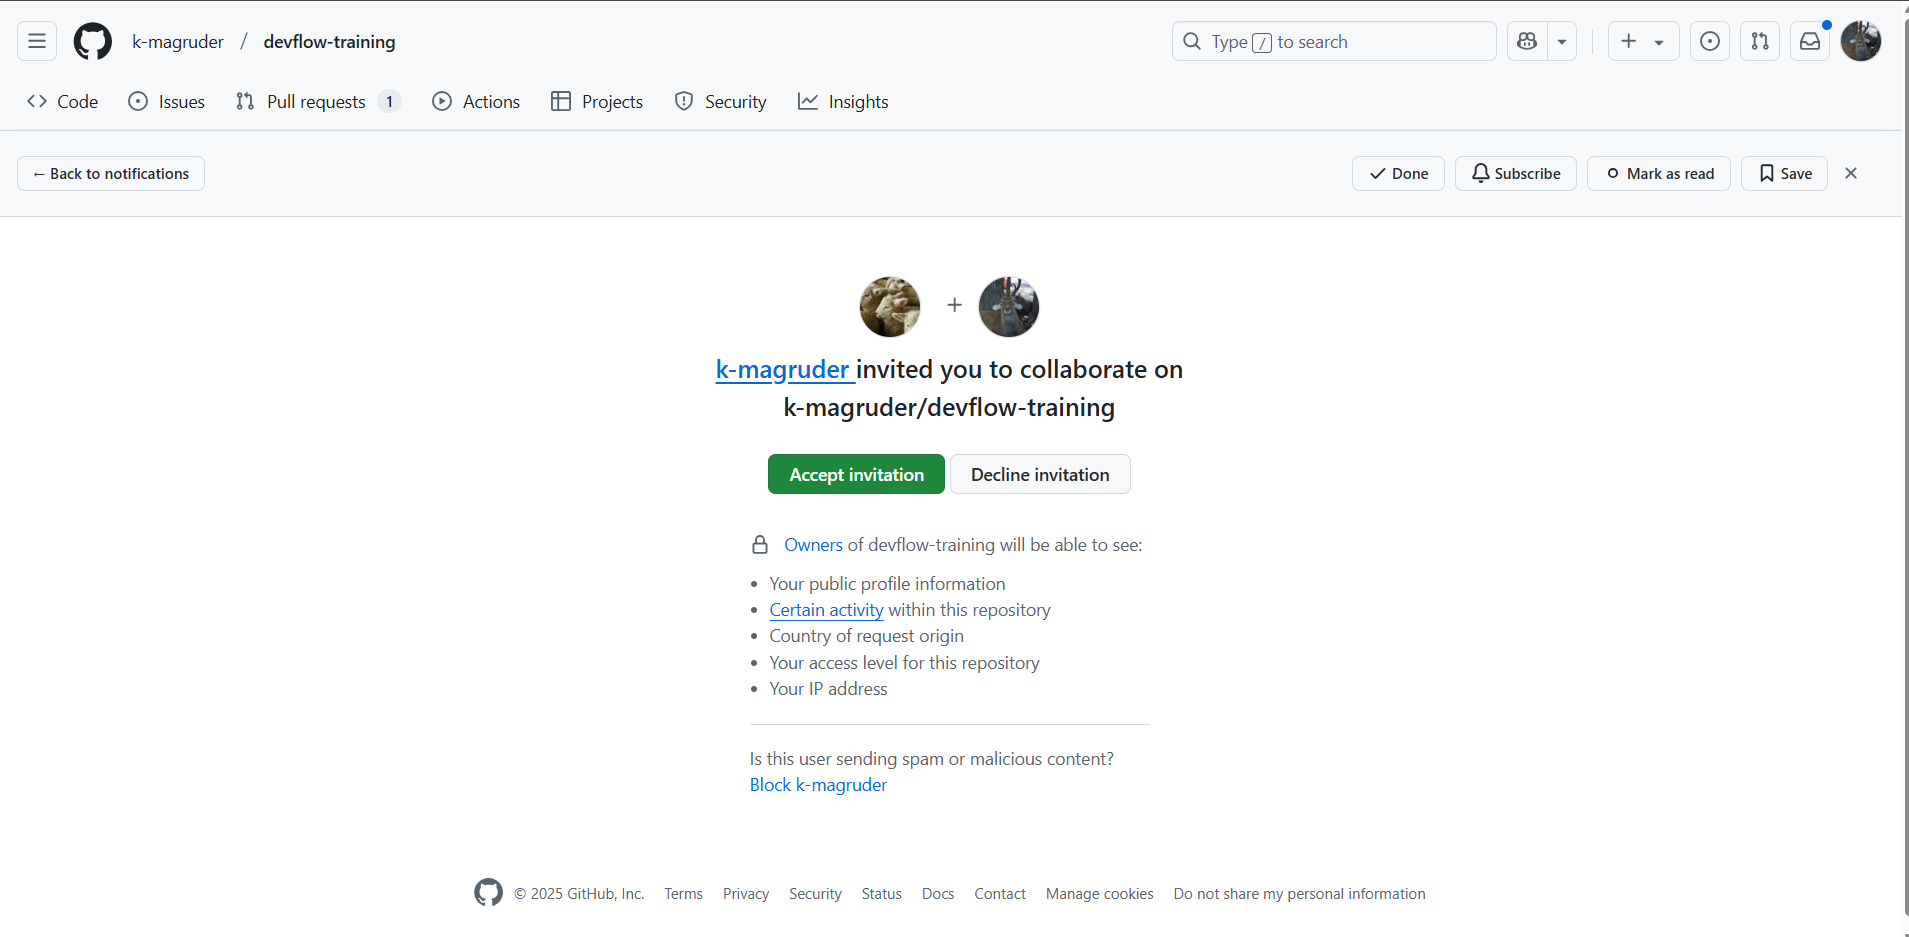 k-magruder / devflow-training
Type / to search
Code Issues Pull requests 1 Actions Projects Security Insights
← Back to notifications
Done Subscribe Mark as read Save
k-magruder invited you to collaborate on
k-magruder/devflow-training
Accept invitation Decline invitation
Owners of devflow-training will be able to see:
• Your public profile information
• Certain activity within this repository
• Country of request origin
• Your access level for this repository
• Your IP address
Is this user sending spam or malicious content?
Block k-magruder
© 2025 GitHub, Inc. Terms Privacy Security Status Docs Contact Manage cookies Do not share my personal information